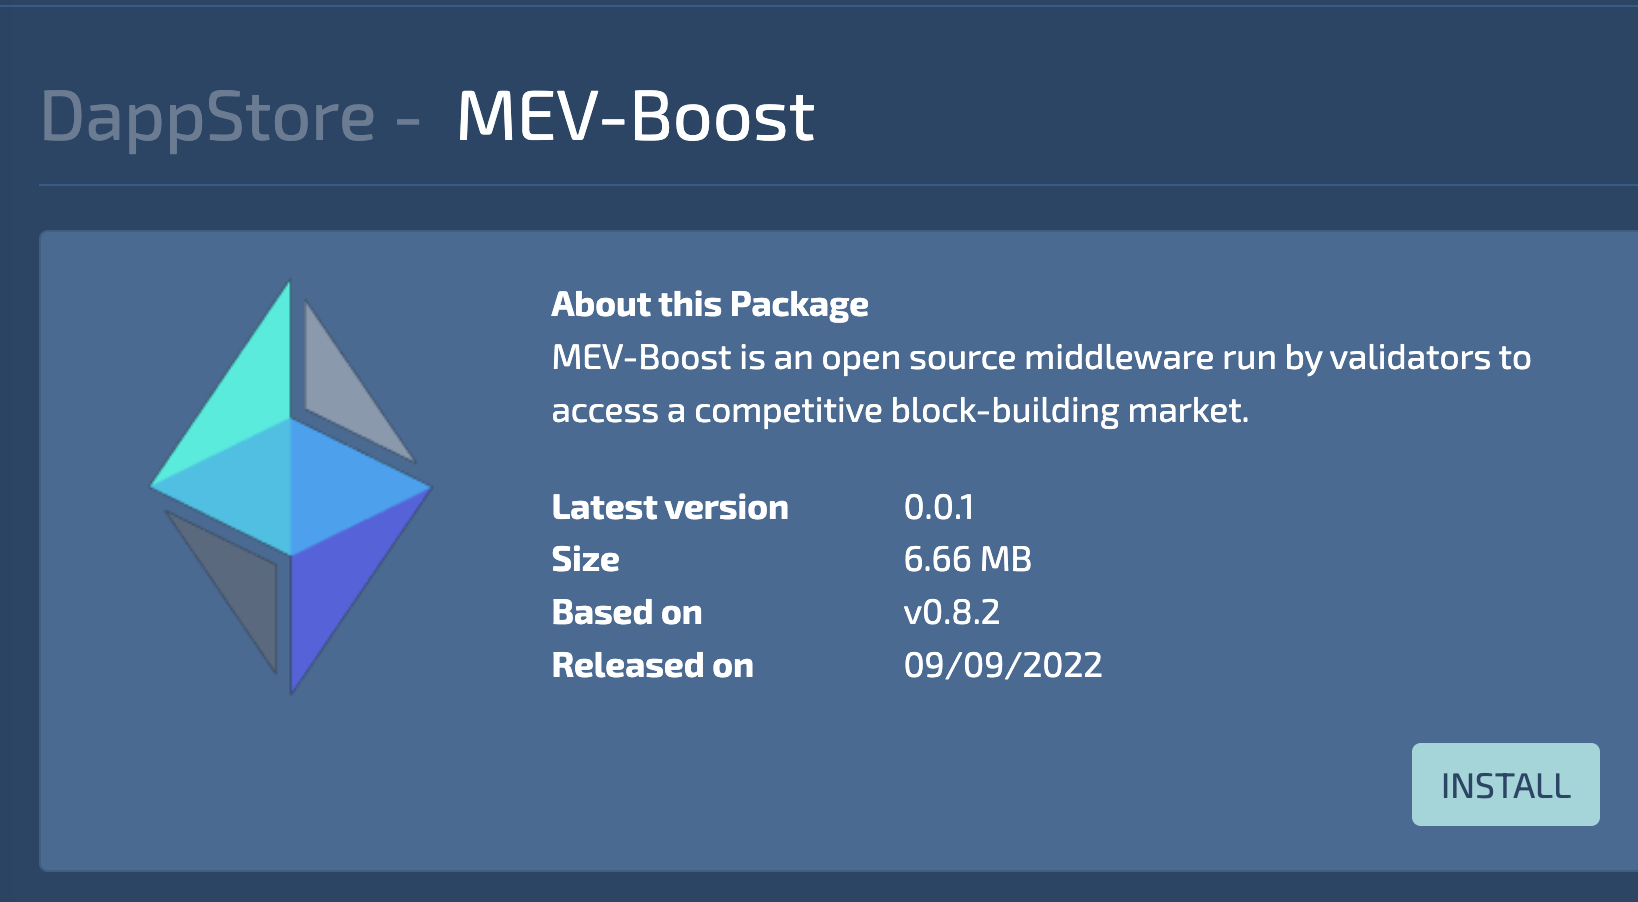 DappStore - MEV-Boost
About this Package
MEV-Boost is an open source middleware run by validators to
access a competitive block-building market.
Latest version 0.0.1
Size 6.66 MB
Based on v0.8.2
Released on 09/09/2022
INSTALL